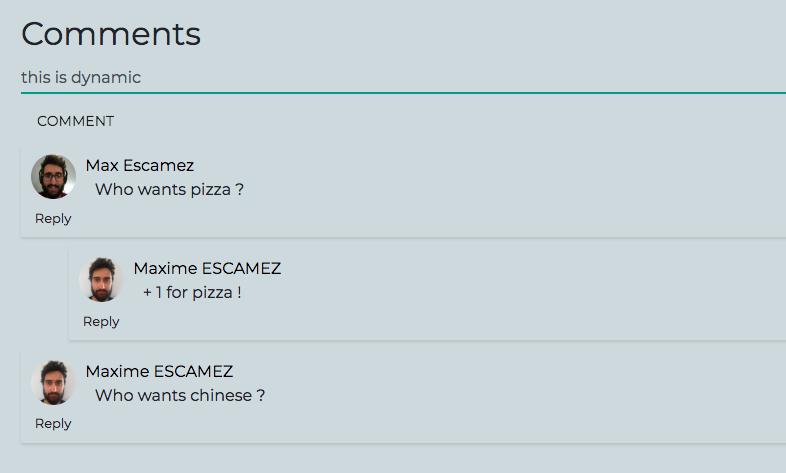 Comments
this is dynamic
COMMENT
Max Escamez
Who wants pizza ?
Reply
Maxime ESCAMEZ
+ 1 for pizza !
Reply
Maxime ESCAMEZ
Who wants chinese ?
Reply